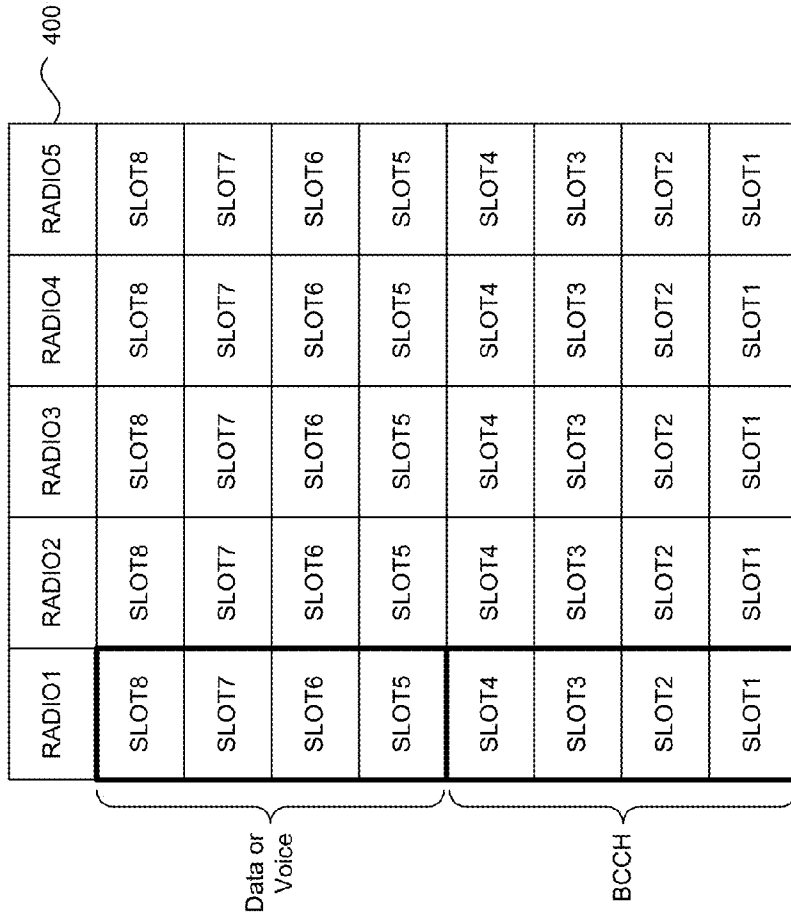 BCCH
Data or
Voice
SLOT1 SLOT2 SLOT3 SLOT4 SLOT5 SLOT6 SLOT7 SLOT8 RADIO1
SLOT1 SLOT2 SLOT3 SLOT4 SLOT5 SLOT6 SLOT7 SLOT8 RADIO2
SLOT1 SLOT2 SLOT3 SLOT4 SLOT5 SLOT6 SLOT7 SLOT8 RADIO3
SLOT1 SLOT2 SLOT3 SLOT4 SLOT5 SLOT6 SLOT7 SLOT8 RADIO4
SLOT1 SLOT2 SLOT3 SLOT4 SLOT5 SLOT6 SLOT7 SLOT8 RADIO5
400